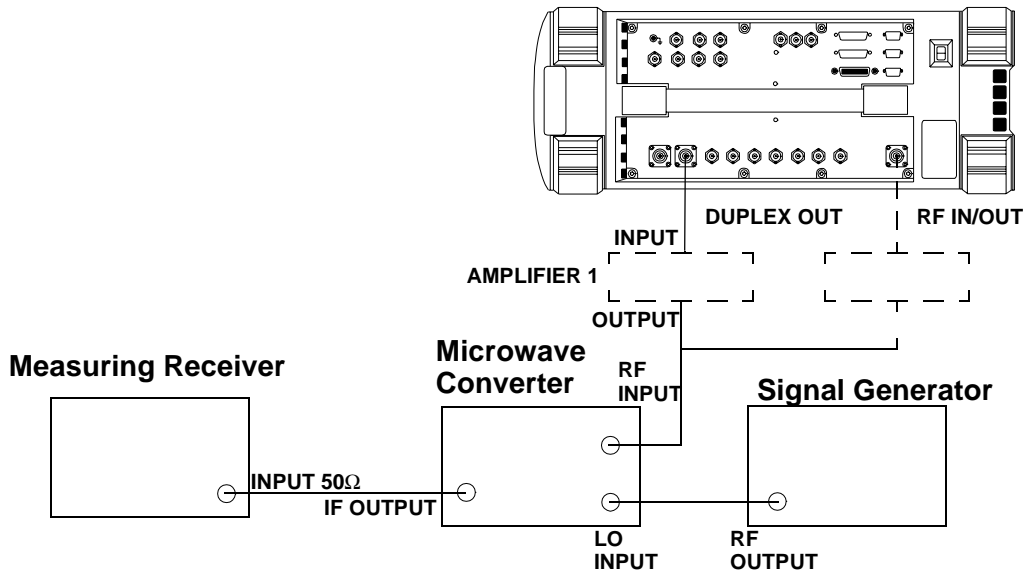 DUPLEX OUT
RF IN/OUT
INPUT
AMPLIFIER 1
OUTPUT
Measuring Receiver
Microwave
Converter
RF
INPUT
Signal Generator
INPUT 50Ω
IF OUTPUT
LO
INPUT
RF
OUTPUT